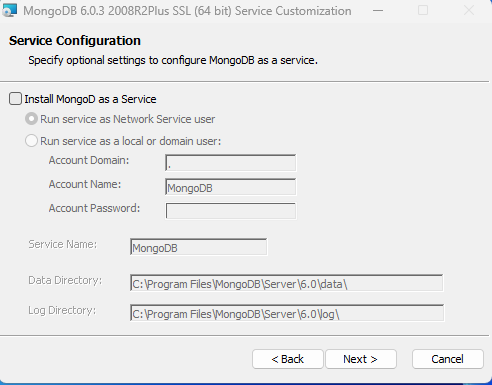 MongoDB 6.0.3 2008R2Plus SSL (64 bit) Service Customization
Service Configuration
Specify optional settings to configure MongoDB as a service.
Install MongoD as a Service
Run service as Network Service user
Run service as a local or domain user:
Account Domain: .
Account Name: MongoDB
Account Password:
Service Name: MongoDB
Data Directory: C:\Program Files\MongoDB\Server\6.0\data\
Log Directory: C:\Program Files\MongoDB\Server\6.0\log\
< Back Next > Cancel